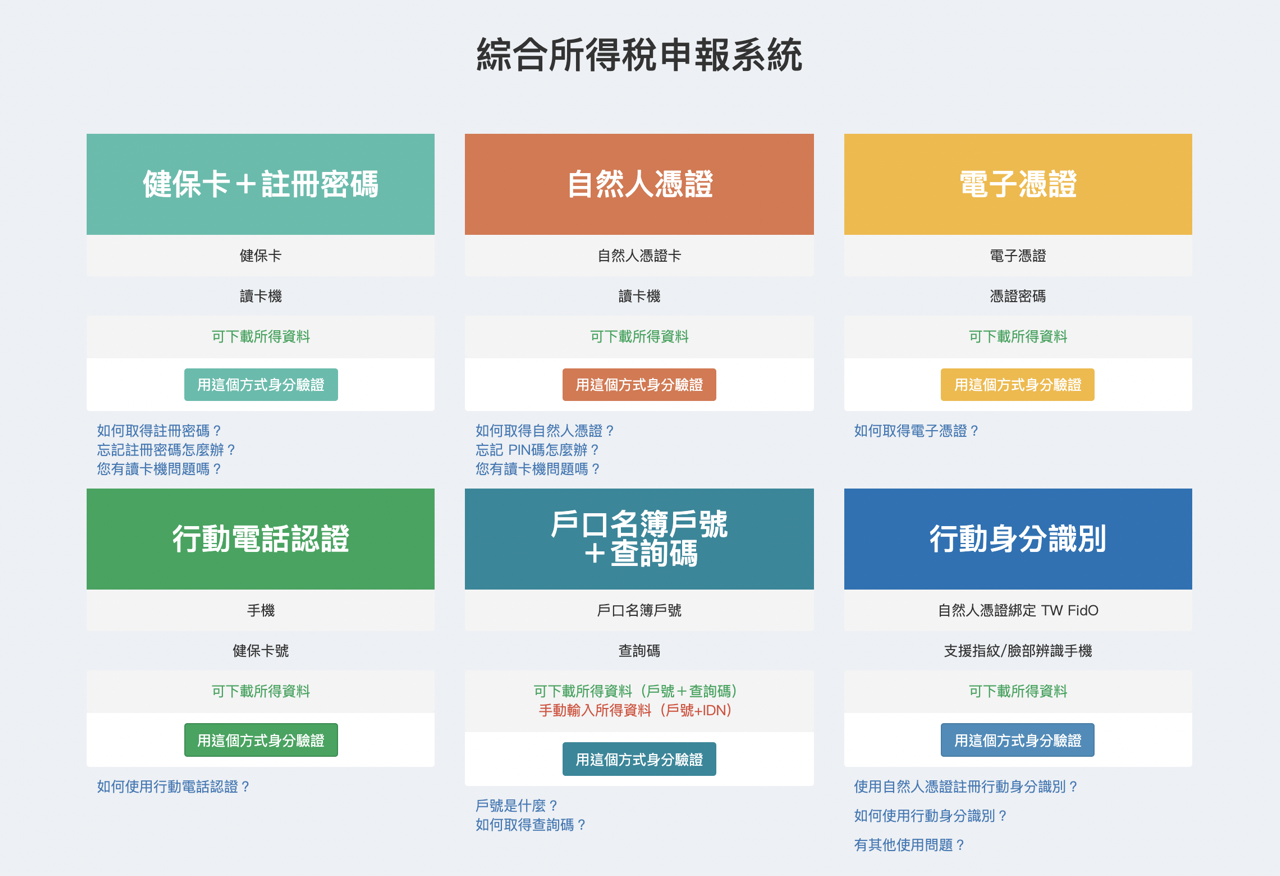 綜合所得稅申報系統
健保卡＋註冊密碼
健保卡
讀卡機
可下載所得資料
用這個方式身分驗證
如何取得註冊密碼？
忘記註冊密碼怎麼辦？
您有讀卡機問題嗎？
自然人憑證
自然人憑證卡
讀卡機
可下載所得資料
用這個方式身分驗證
如何取得自然人憑證？
忘記 PIN碼怎麼辦？
您有讀卡機問題嗎？
電子憑證
電子憑證
憑證密碼
可下載所得資料
用這個方式身分驗證
如何取得電子憑證？
行動電話認證
手機
健保卡號
可下載所得資料
用這個方式身分驗證
如何使用行動電話認證？
戶口名簿戶號
＋查詢碼
戶口名簿戶號
查詢碼
可下載所得資料（戶號＋查詢碼）
手動輸入所得資料（戶號+IDN）
用這個方式身分驗證
戶號是什麼？
如何取得查詢碼？
行動身分識別
自然人憑證綁定 TW FidO
支援指紋/臉部辨識手機
可下載所得資料
用這個方式身分驗證
使用自然人憑證註冊行動身分識別？
如何使用行動身分識別？
有其他使用問題？